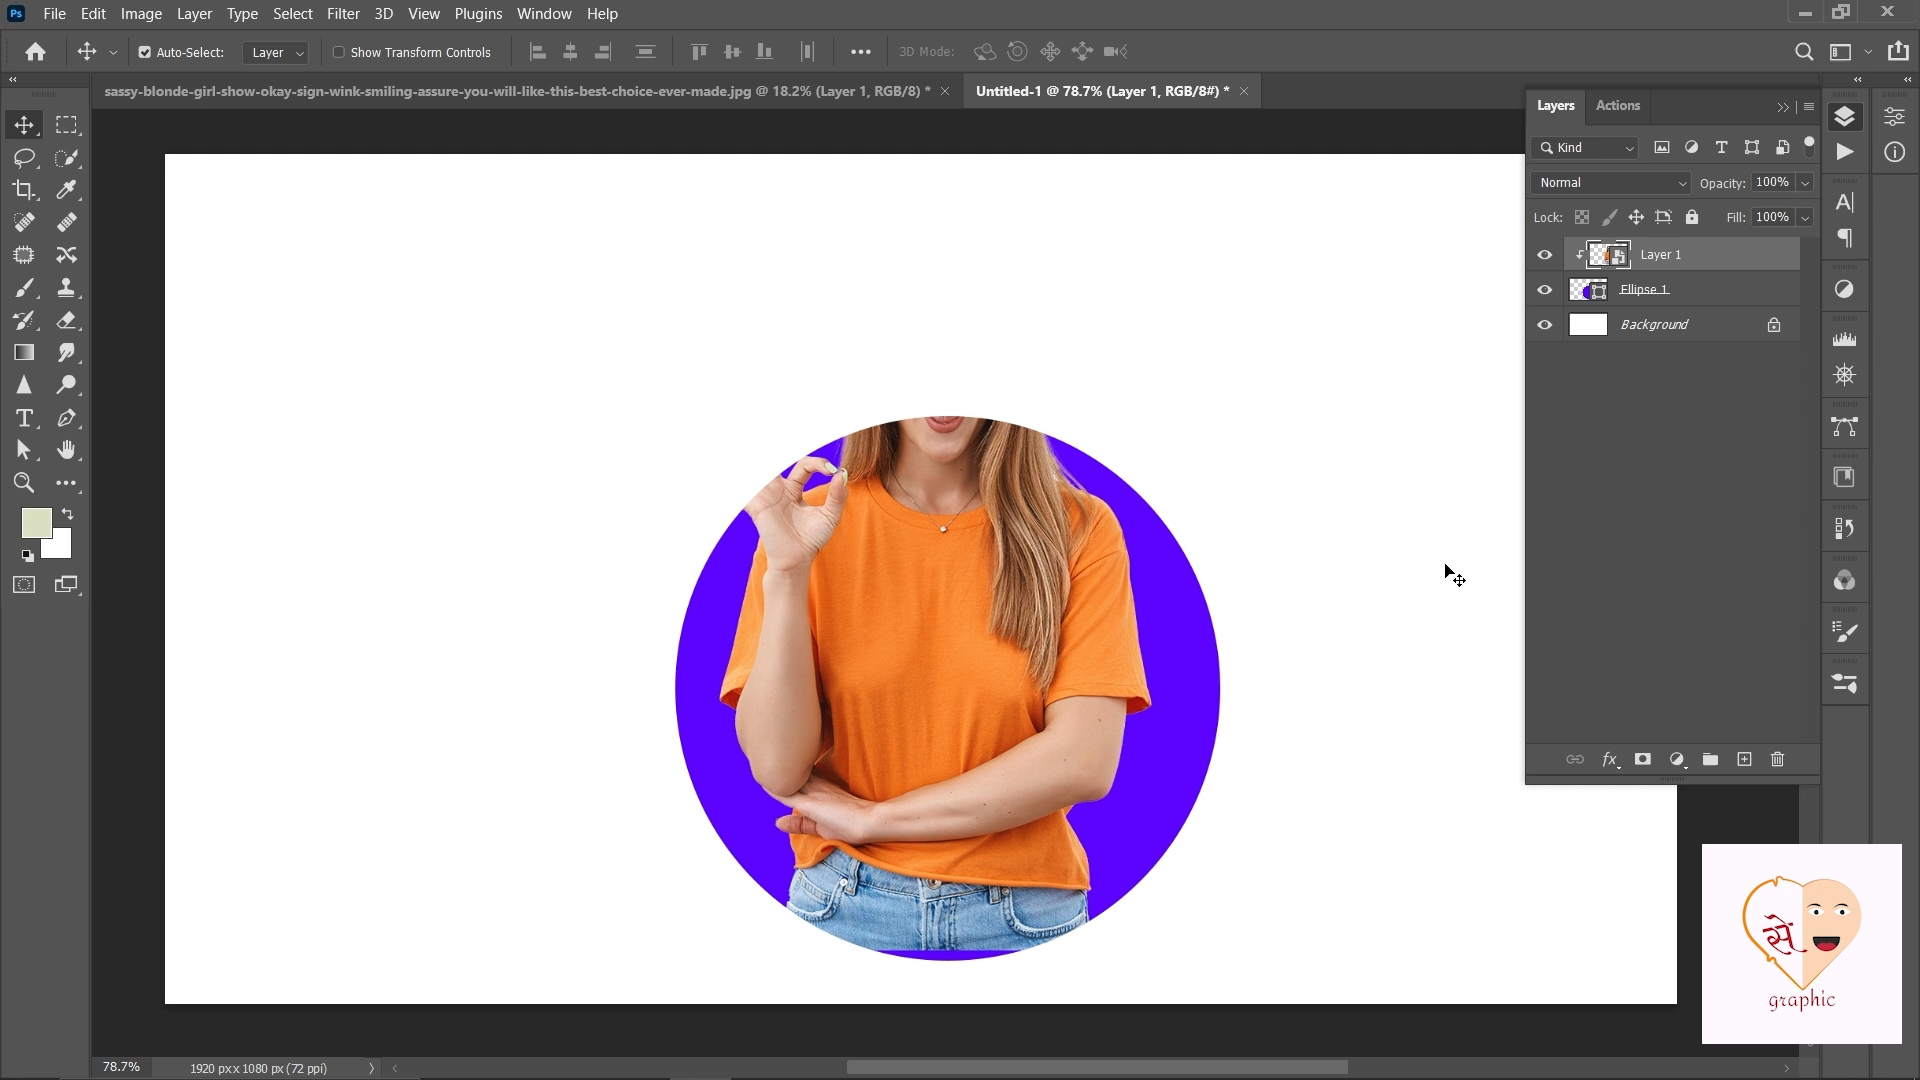 Ps File Edit Image Layer Type Select Filter 3D View Plugins Window Help
Auto-Select: Layer Show Transform Controls 3D Mode:
sassy-blonde-girl-show-okay-sign-wink-smiling-assure-you-will-like-this-best-choice-ever-made.jpg @ 18.2% (Layer 1, RGB/8) *
Untitled-1 @ 78.7% (Layer 1, RGB/8#) *
Layers Actions
Kind
Normal Opacity: 100%
Lock: Fill: 100%
Layer 1
Ellipse 1
Background
fx
से
graphic
78.7% 1920 px x 1080 px (72 ppi)